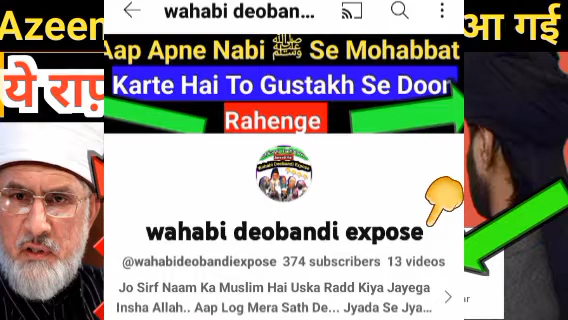 wahabi deoban...
Azeem
आ गई
Aap Apne Nabi ﷺ Se Mohabbat
Karte Hai To Gustakh Se Door
Rahenge
ये
wahabi deobandi expose
@wahabideobandiexpose 374 subscribers 13 videos
Jo Sirf Naam Ka Muslim Hai Uska Radd Kiya Jayega
Insha Allah.. Aap Log Mera Sath De... Jyada Se Jya...
ar